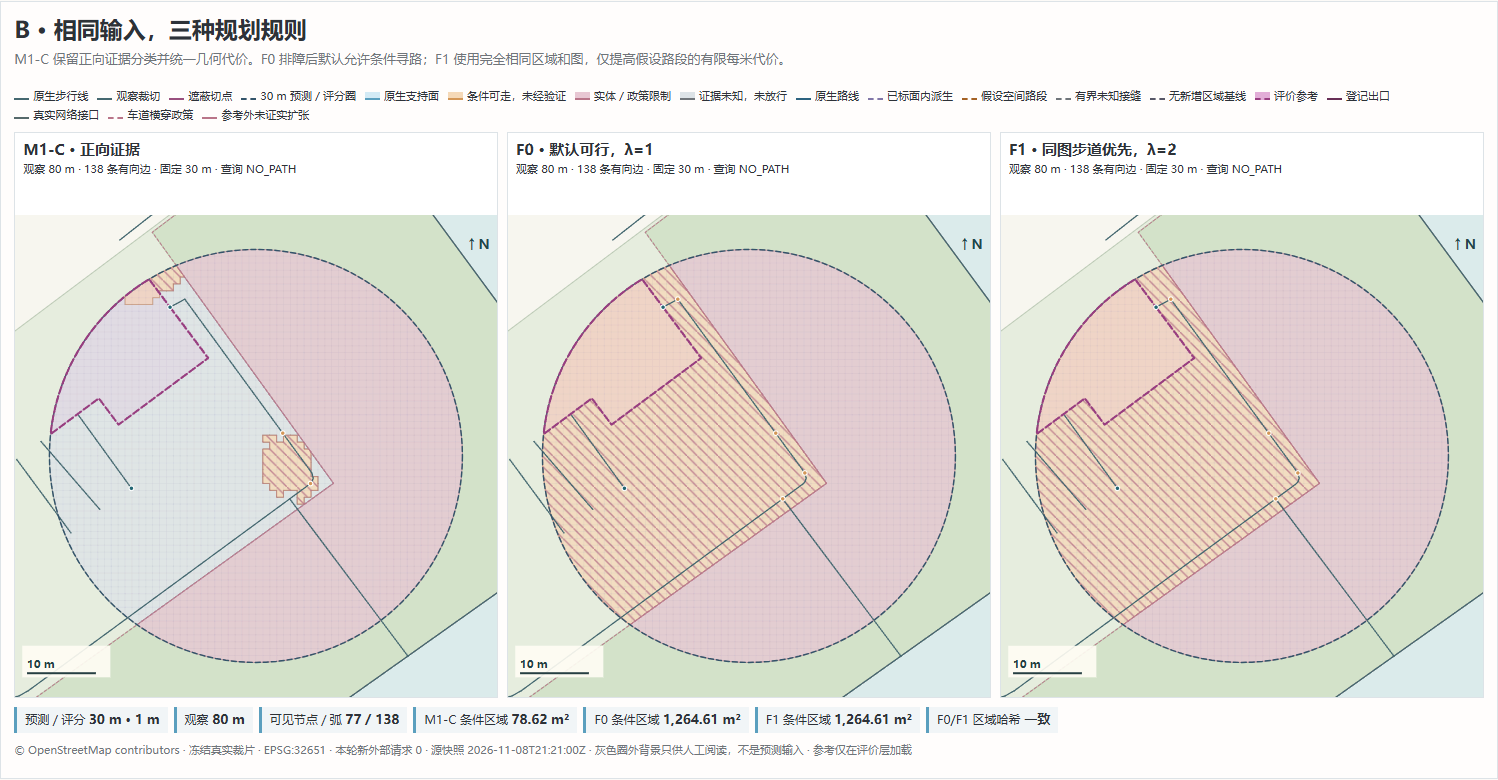 B • 相同输入，三种规划规则
M1-C 保留正向证据分类并统一几何代价。F0 排障后默认允许条件寻路；F1 使用完全相同区域和图，仅提高假设路段的有限每米代价。
原生步行线 观察裁切 遮蔽切点 30 m 预测 / 评分圈 原生支持面 条件可走，未经验证 实体 / 政策限制 证据未知，未放行 原生路线 已标面内派生 假设空间路段 有界未知接缝 无新增区域基线 评价参考 登记出口
真实网络接口 车道横穿政策 参考外未证实扩张
M1-C • 正向证据
观察 80 m · 138 条有向边 · 固定 30 m · 查询 NO_PATH
↑ N
10 m
F0 • 默认可行，λ=1
观察 80 m · 138 条有向边 · 固定 30 m · 查询 NO_PATH
↑ N
10 m
F1 • 同图步道优先，λ=2
观察 80 m · 138 条有向边 · 固定 30 m · 查询 NO_PATH
↑ N
10 m
预测 / 评分 30 m • 1 m 观察 80 m 可见节点 / 弧 77 / 138 M1-C 条件区域 78.62 m² F0 条件区域 1,264.61 m² F1 条件区域 1,264.61 m² F0/F1 区域哈希 一致
© OpenStreetMap contributors · 冻结真实裁片 · EPSG:32651 · 本轮新外部请求 0 · 源快照 2026-11-08T21:21:00Z · 灰色圈外背景只供人工阅读，不是预测输入 · 参考仅在评价层加载